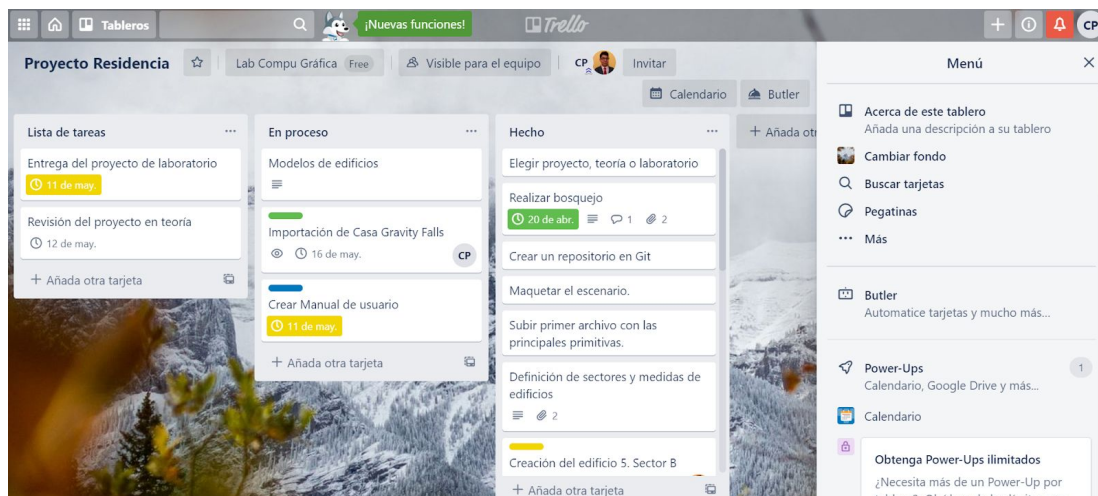 Tableros
¡Nuevas funciones!
Trello
CP
Proyecto Residencia
Lab Compu Gráfica Free
Visible para el equipo
CP
Invitar
Calendario
Butler
Lista de tareas
Entrega del proyecto de laboratorio
11 de may.
Revisión del proyecto en teoría
12 de may.
+ Añada otra tarjeta
En proceso
Modelos de edificios
Importación de Casa Gravity Falls
16 de may.
CP
Crear Manual de usuario
11 de may.
+ Añada otra tarjeta
Hecho
Elegir proyecto, teoría o laboratorio
Realizar bosquejo
20 de abr. 1 2
Crear un repositorio en Git
Maquetar el escenario.
Subir primer archivo con las
principales primitivas.
Definición de sectores y medidas de
edificios
2
Creación del edificio 5. Sector B
+ Añada otra tarjeta
+ Añada
Menú
Acerca de este tablero
Añada una descripción a su tablero
Cambiar fondo
Buscar tarjetas
Pegatinas
Más
Butler
Automatice tarjetas y mucho más...
Power-Ups 1
Calendario, Google Drive y más...
Calendario
Obtenga Power-Ups ilimitados
¿Necesita más de un Power-Up por